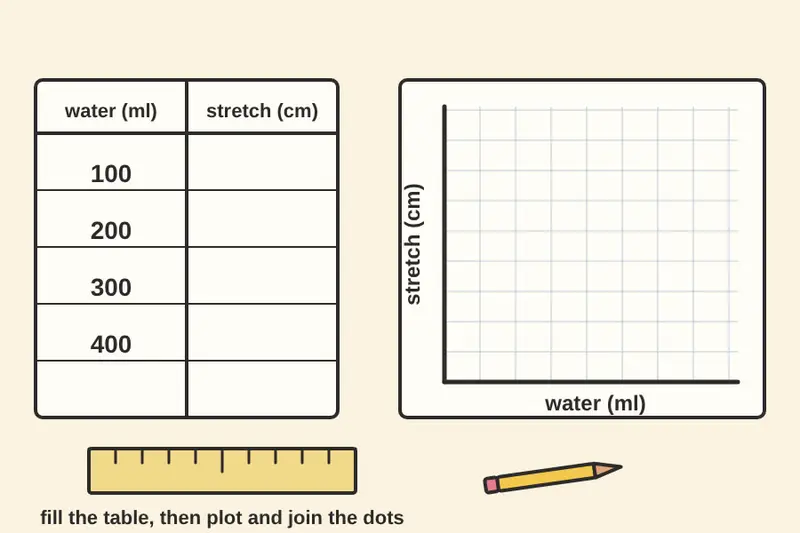 water (ml) stretch (cm)
100
200
300
400
stretch (cm)
water (ml)
fill the table, then plot and join the dots